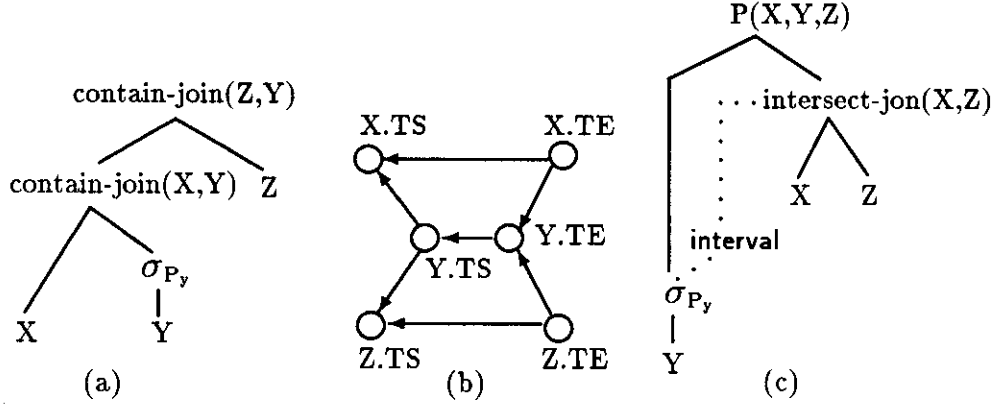 contain-join(Z,Y)
contain-join(X,Y) Z
σPy
X Y
(a)
X.TS X.TE
Y.TS Y.TE
Z.TS Z.TE
(b)
P(X,Y,Z)
intersect-jon(X,Z)
X Z
interval
σPy
Y
(c)